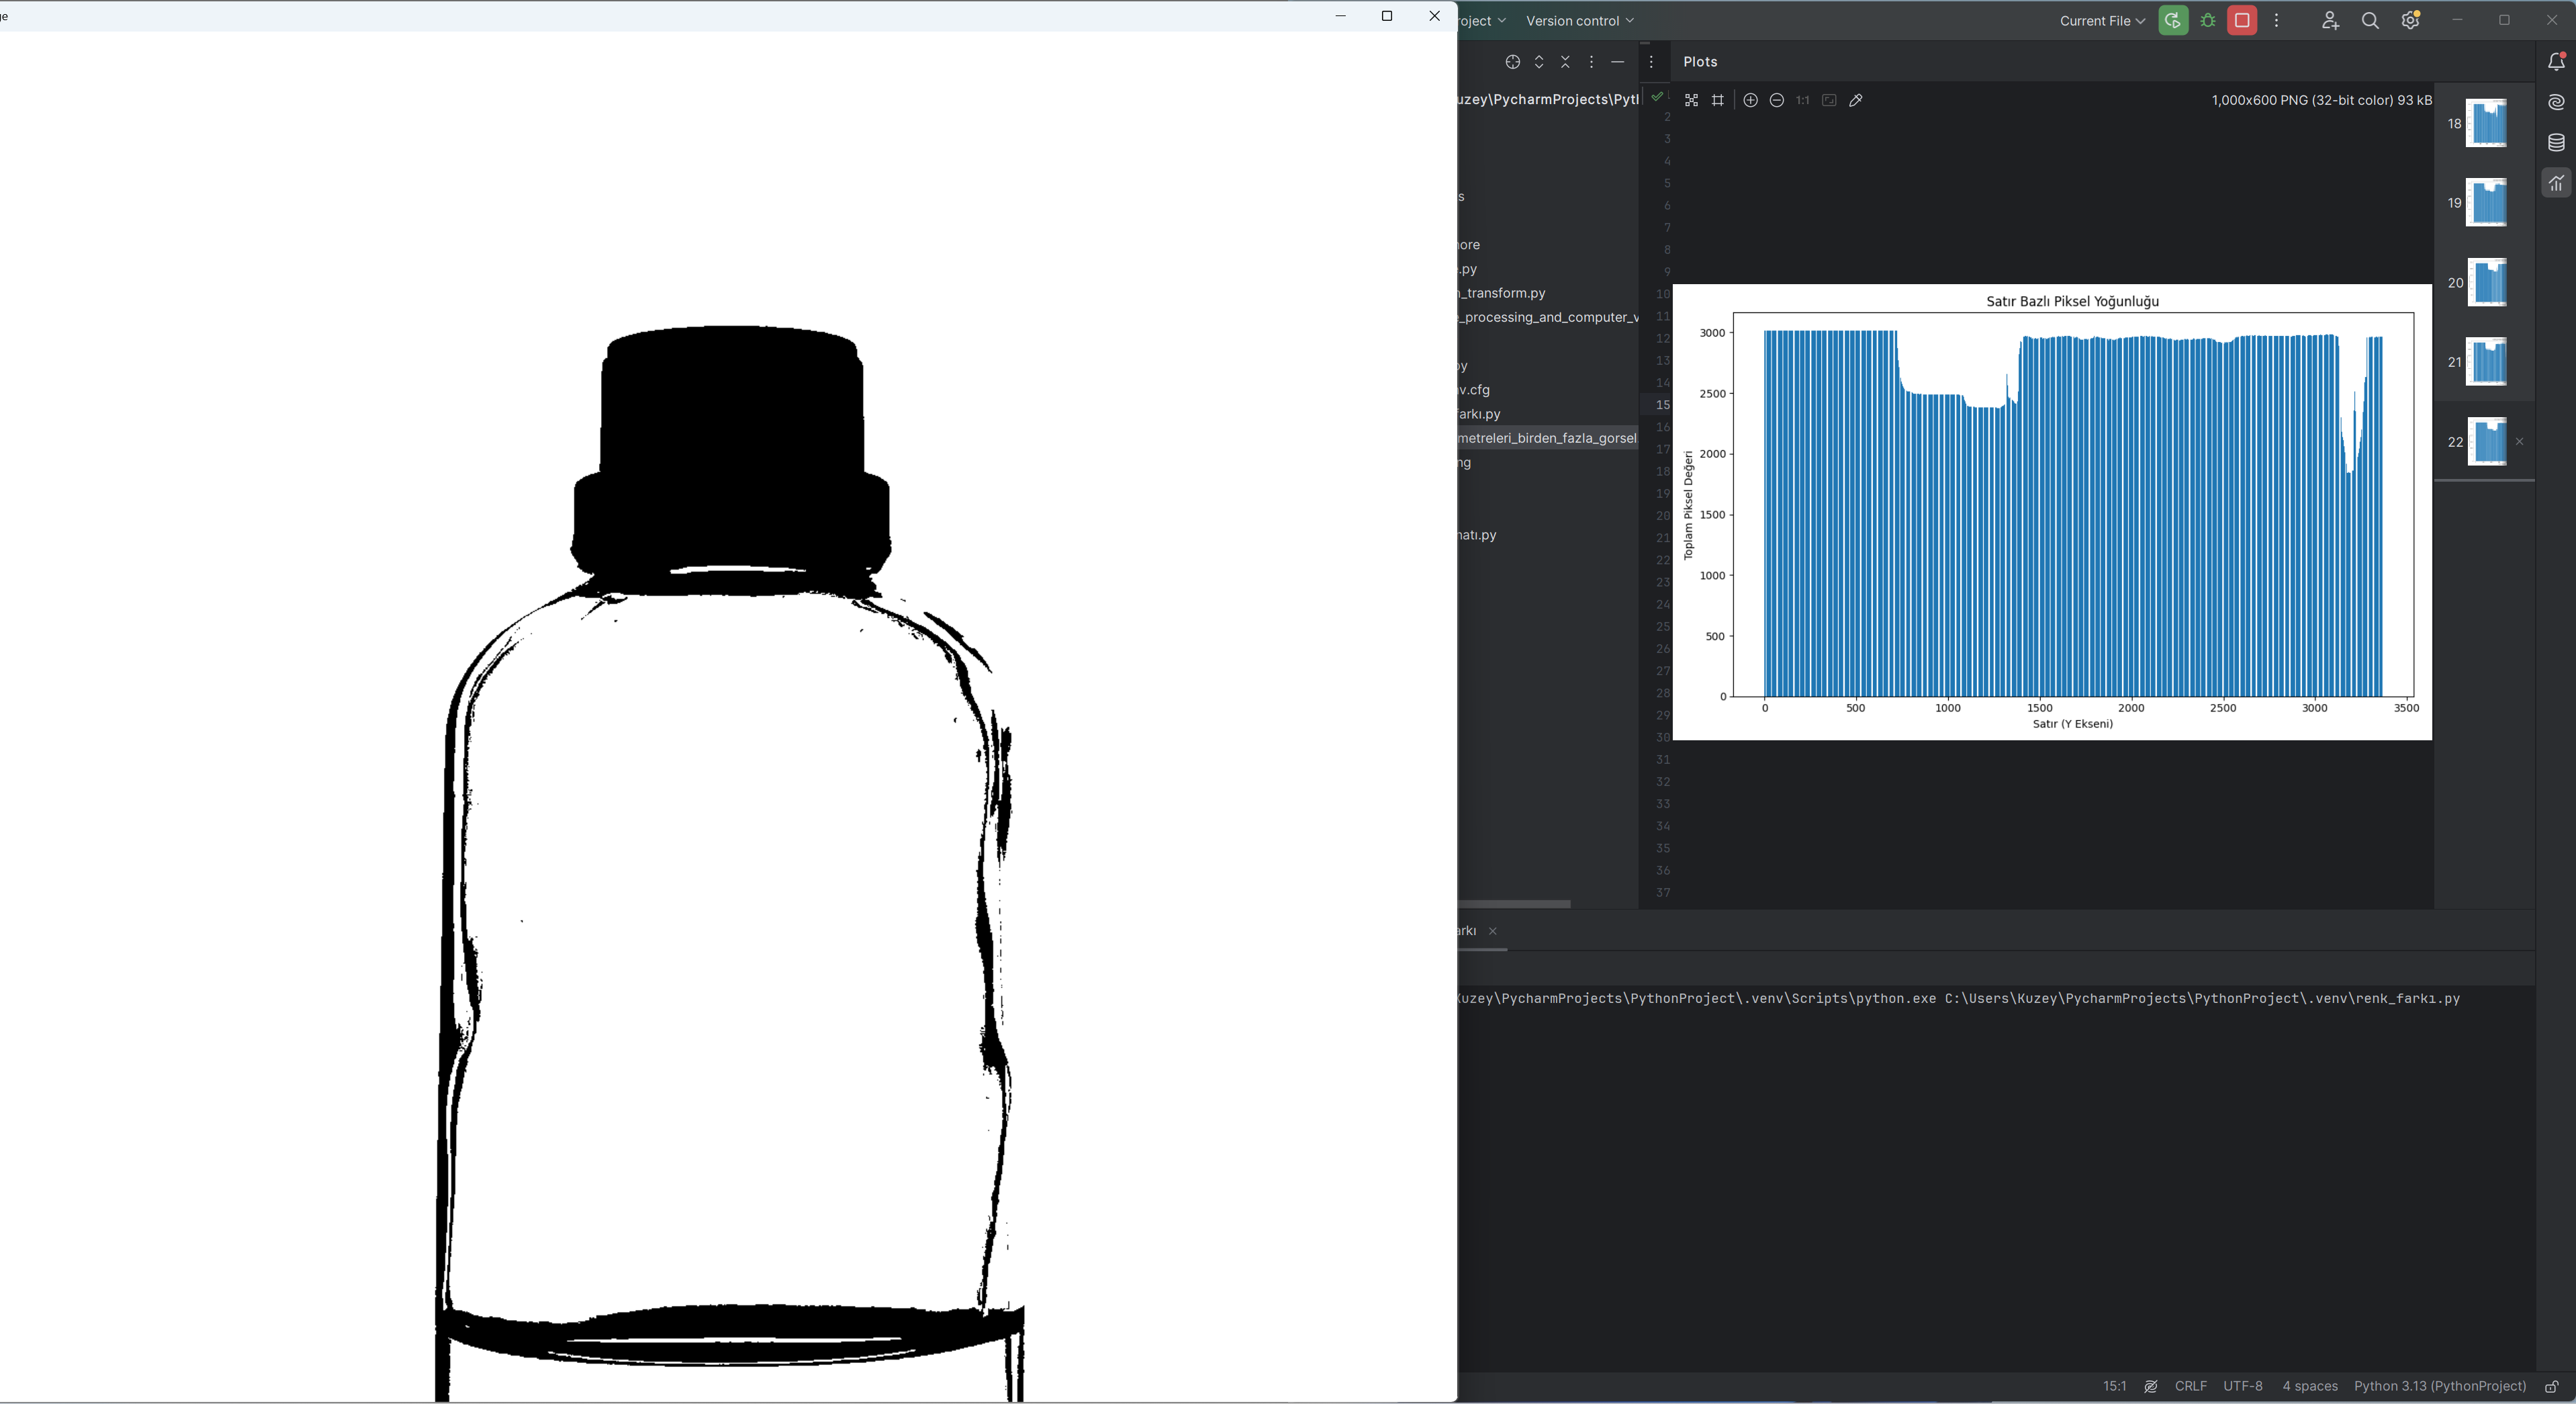 ge
roject
Version control
Current File
Plots
uzey\PycharmProjects\Pytl
1:1
1,000x600 PNG (32-bit color) 93 kB
2
3
4
5
6
7
8
9
10
11
12
13
14
15
16
17
18
19
20
21
22
23
24
25
26
27
28
29
30
31
32
33
34
35
36
37
s
ore
.py
_transform.py
_processing_and_computer_v
py
v.cfg
arkı.py
metreleri_birden_fazla_gorsel
ng
natı.py
Satır Bazlı Piksel Yoğunluğu
Toplam Piksel Değeri
3000
2500
2000
1500
1000
500
0
0 500 1000 1500 2000 2500 3000 3500
Satır (Y Ekseni)
18
19
20
21
22
arkı
Kuzey\PycharmProjects\PythonProject\.venv\Scripts\python.exe C:\Users\Kuzey\PycharmProjects\PythonProject\.venv\renk_farkı.py
15:1 CRLF UTF-8 4 spaces Python 3.13 (PythonProject)